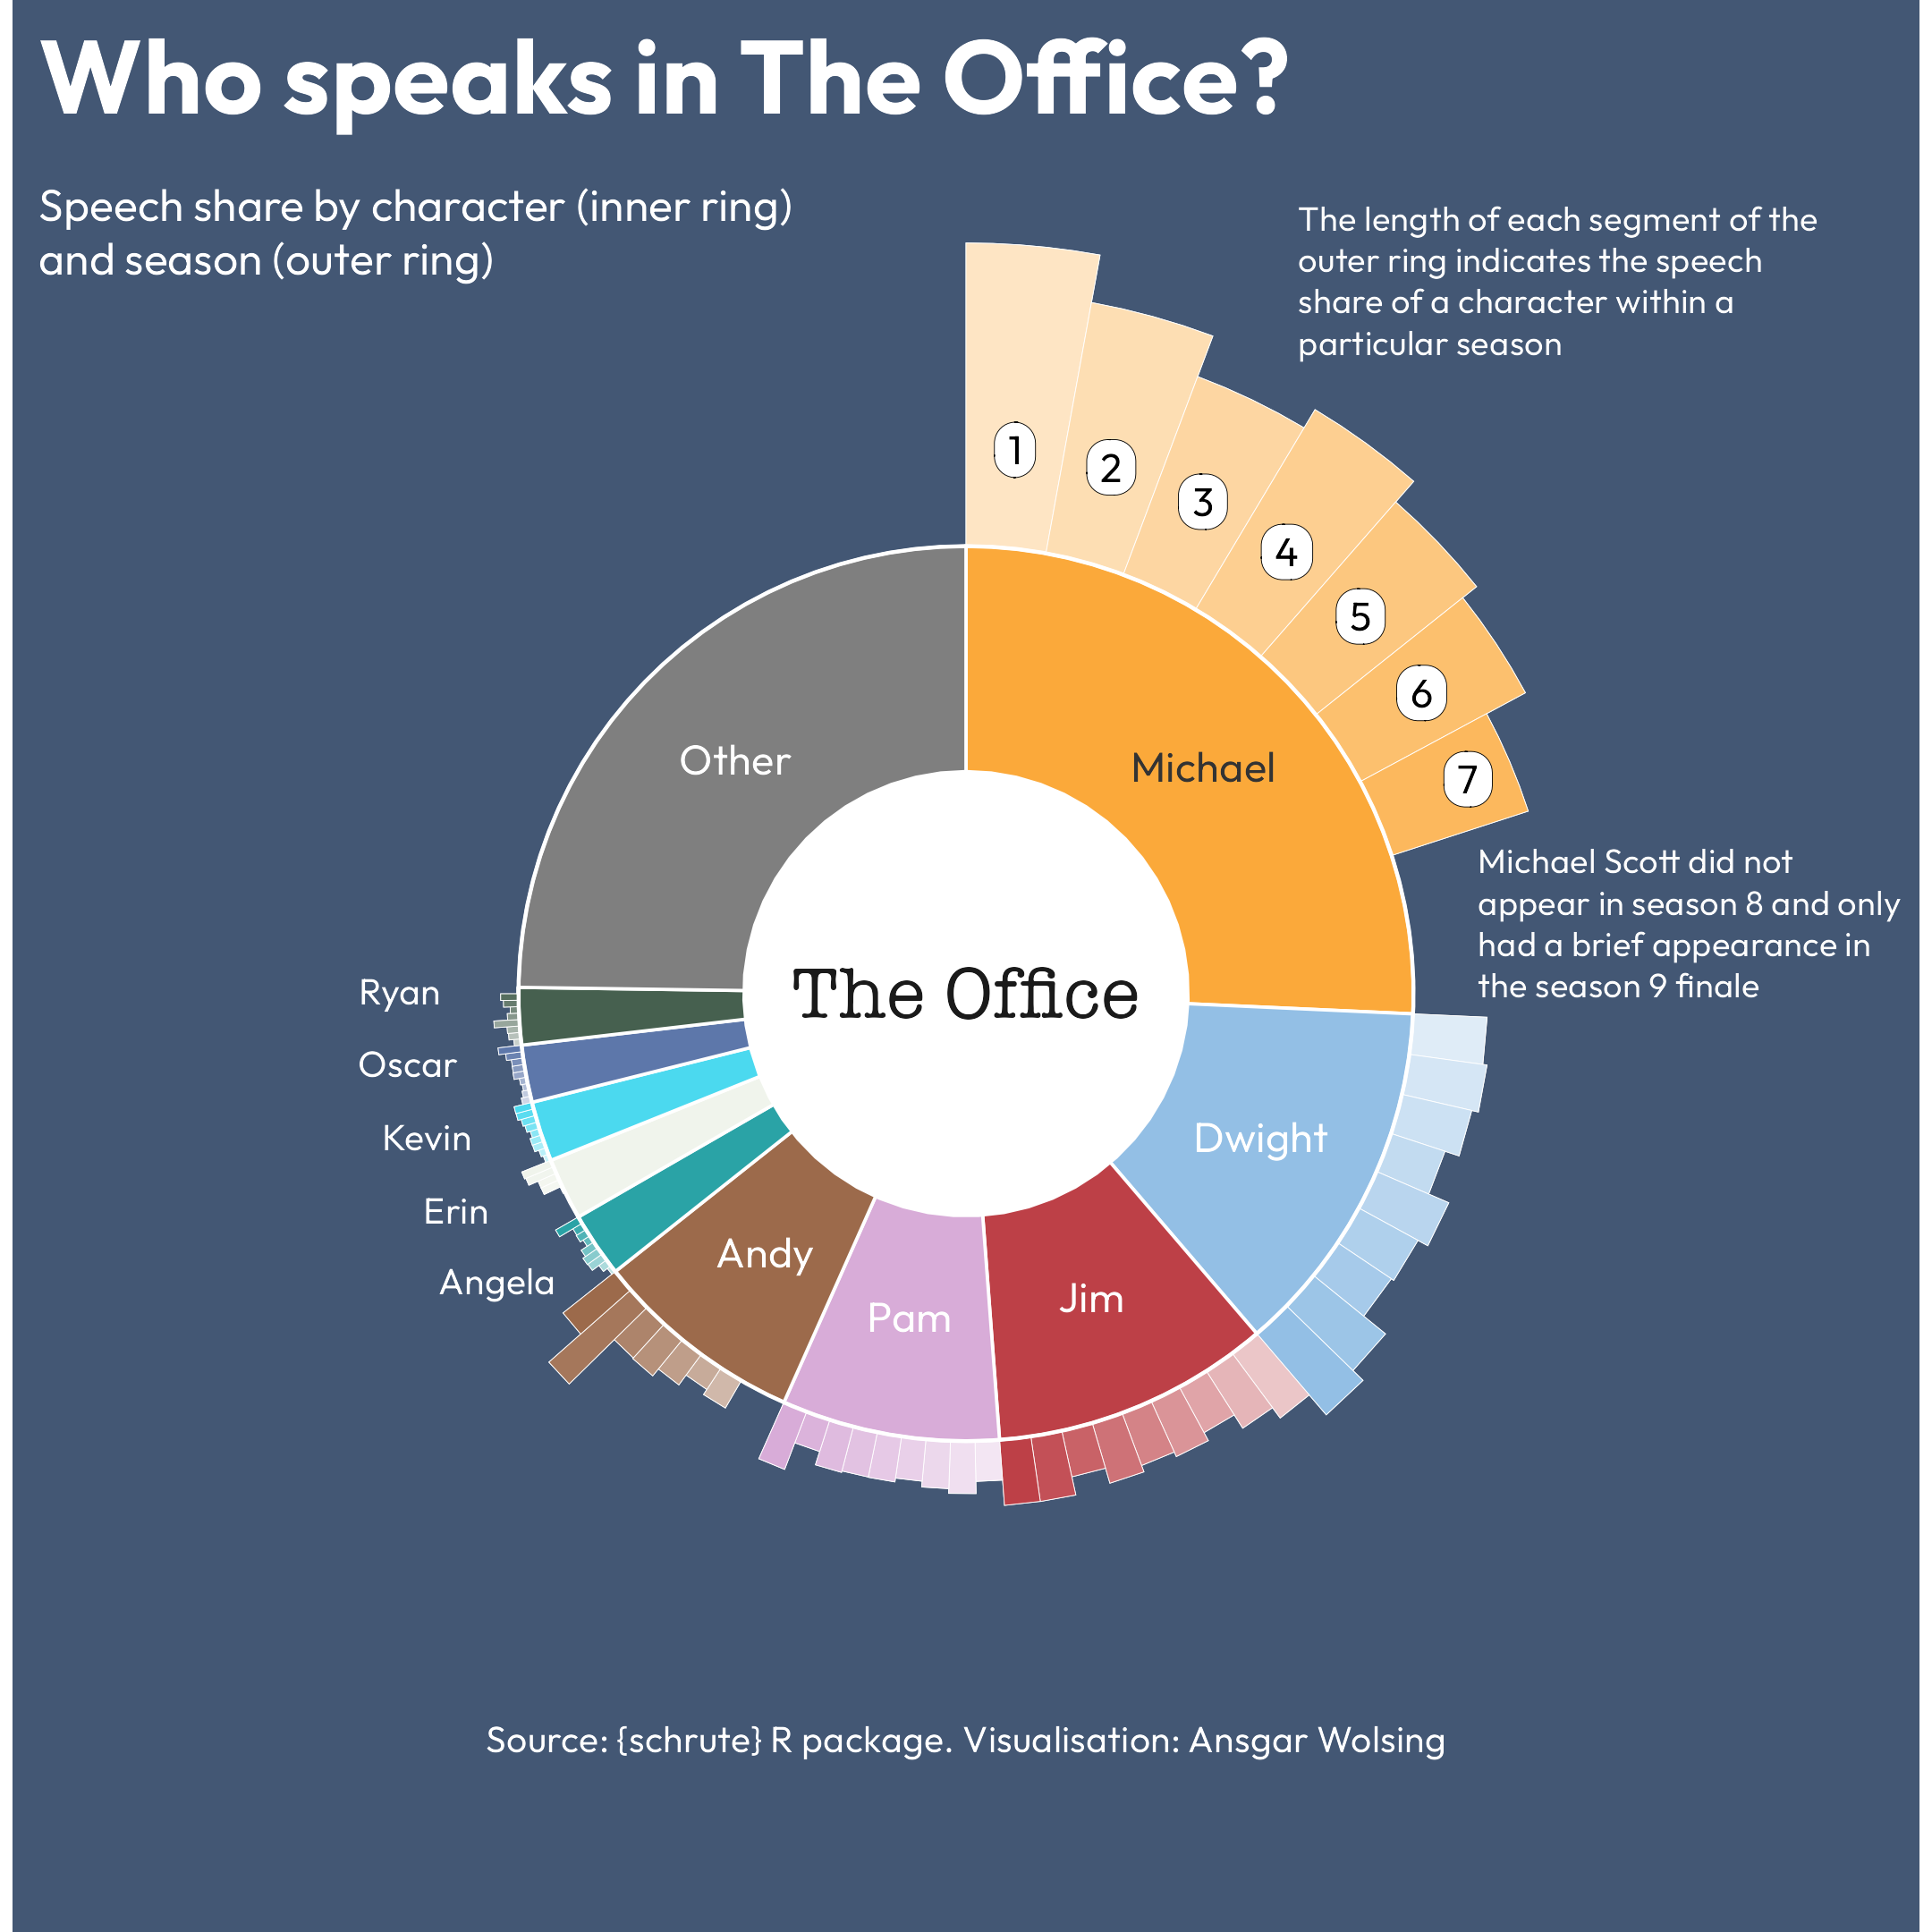 Who speaks in The Office?
Speech share by character (inner ring)
and season (outer ring)
The length of each segment of the
outer ring indicates the speech
share of a character within a
particular season
1
2
3
4
5
6
7
Other
Michael
Michael Scott did not
appear in season 8 and only
had a brief appearance in
the season 9 finale
The Office
Ryan
Oscar
Kevin
Erin
Angela
Dwight
Andy
Pam
Jim
Source: {schrute} R package. Visualisation: Ansgar Wolsing